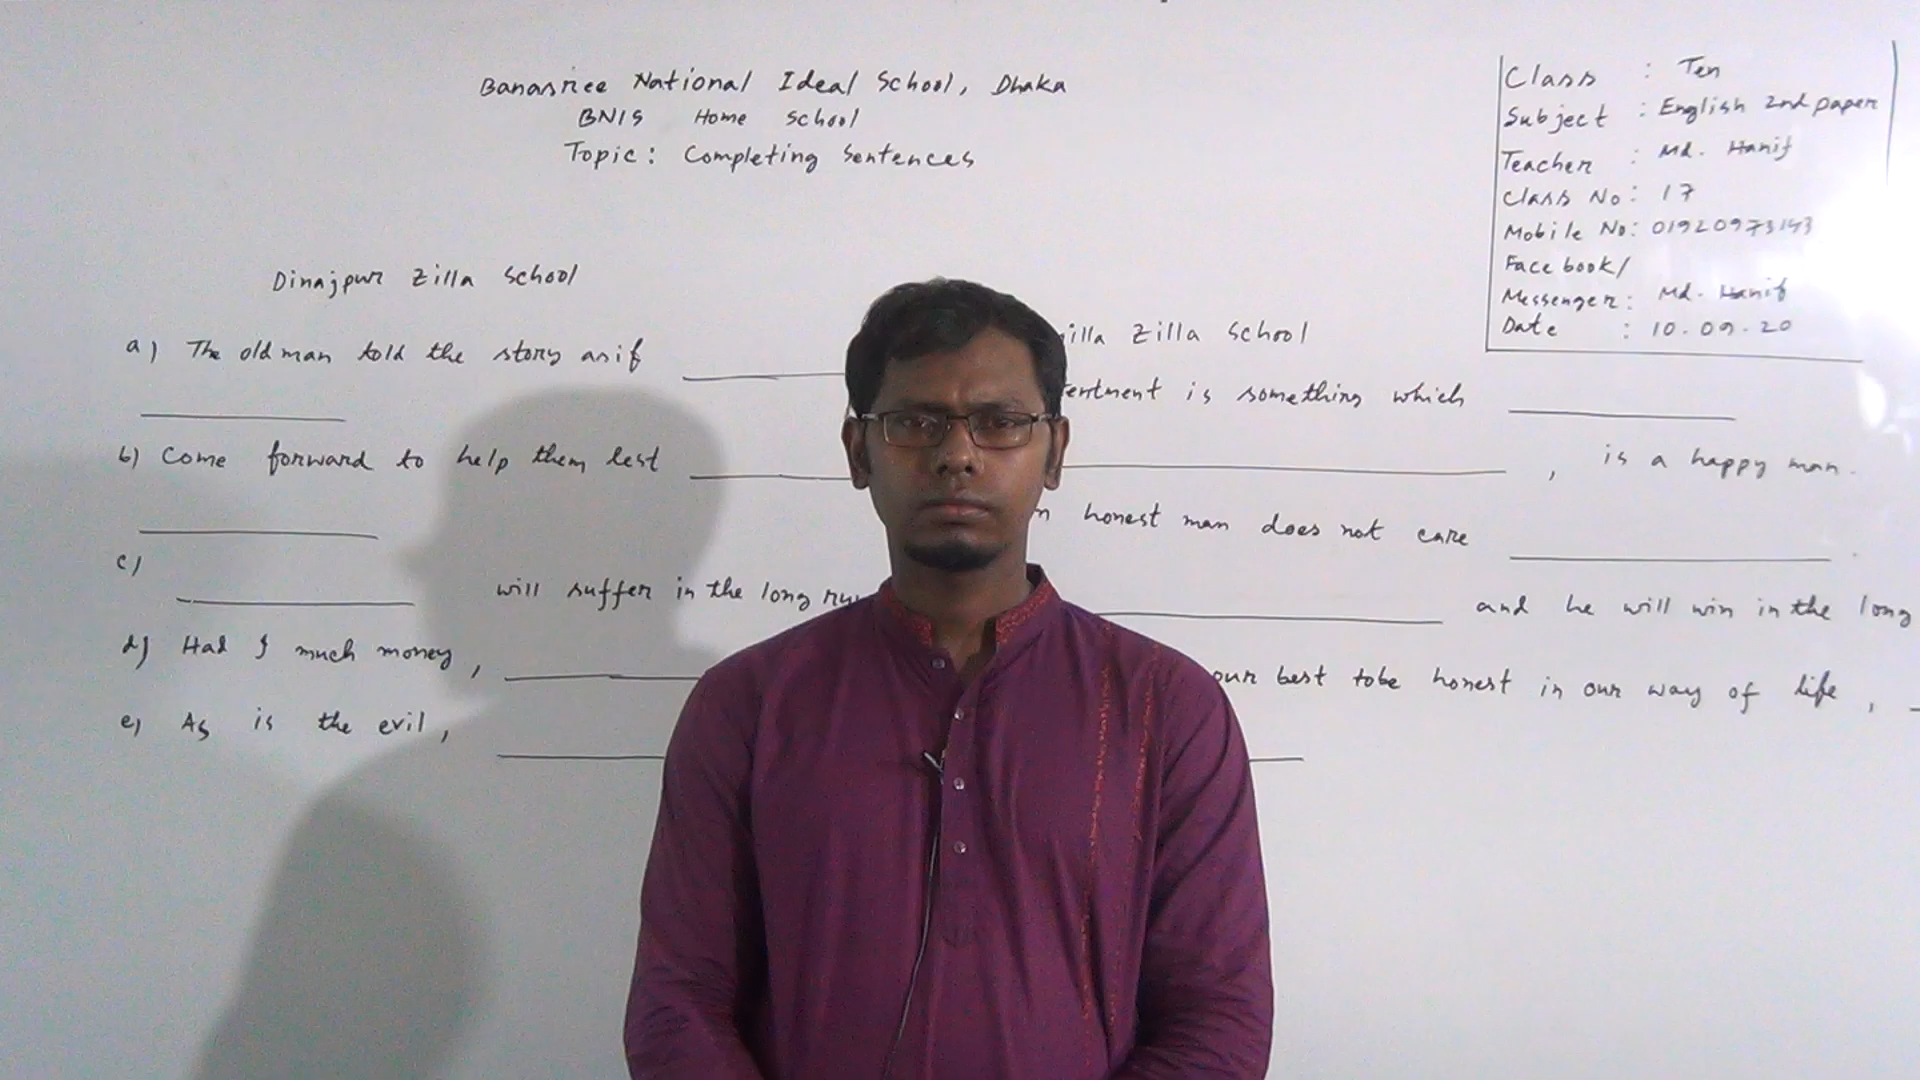 Banasree National Ideal School, Dhaka
BNIS Home School
Topic: Completing Sentences
Class : Ten
Subject : English 2nd paper
Teacher : Md. Hanif
Class No: 17
Mobile No: 01920973143
Facebook/
Messenger: Md. Hanif
Date : 10.09.20
Dinajpur Zilla School
a) The old man told the story as if
b) Come forward to help them lest
c)
will suffer in the long
d) Had I much money,
e) As is the evil,
Zilla School
is something which
, is a happy man.
honest man does not care
and he will win in the long
our best to be honest in our way of life,